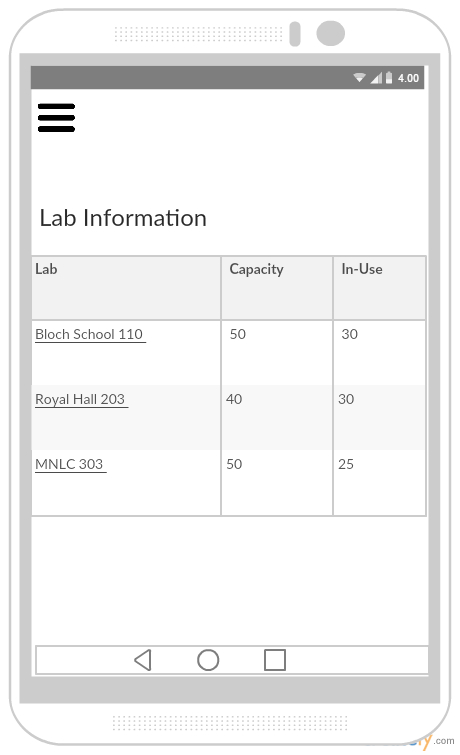 4.00
Lab Information
Lab Capacity In-Use
Bloch School 110 50 30
Royal Hall 203 40 30
MNLC 303 50 25
.com